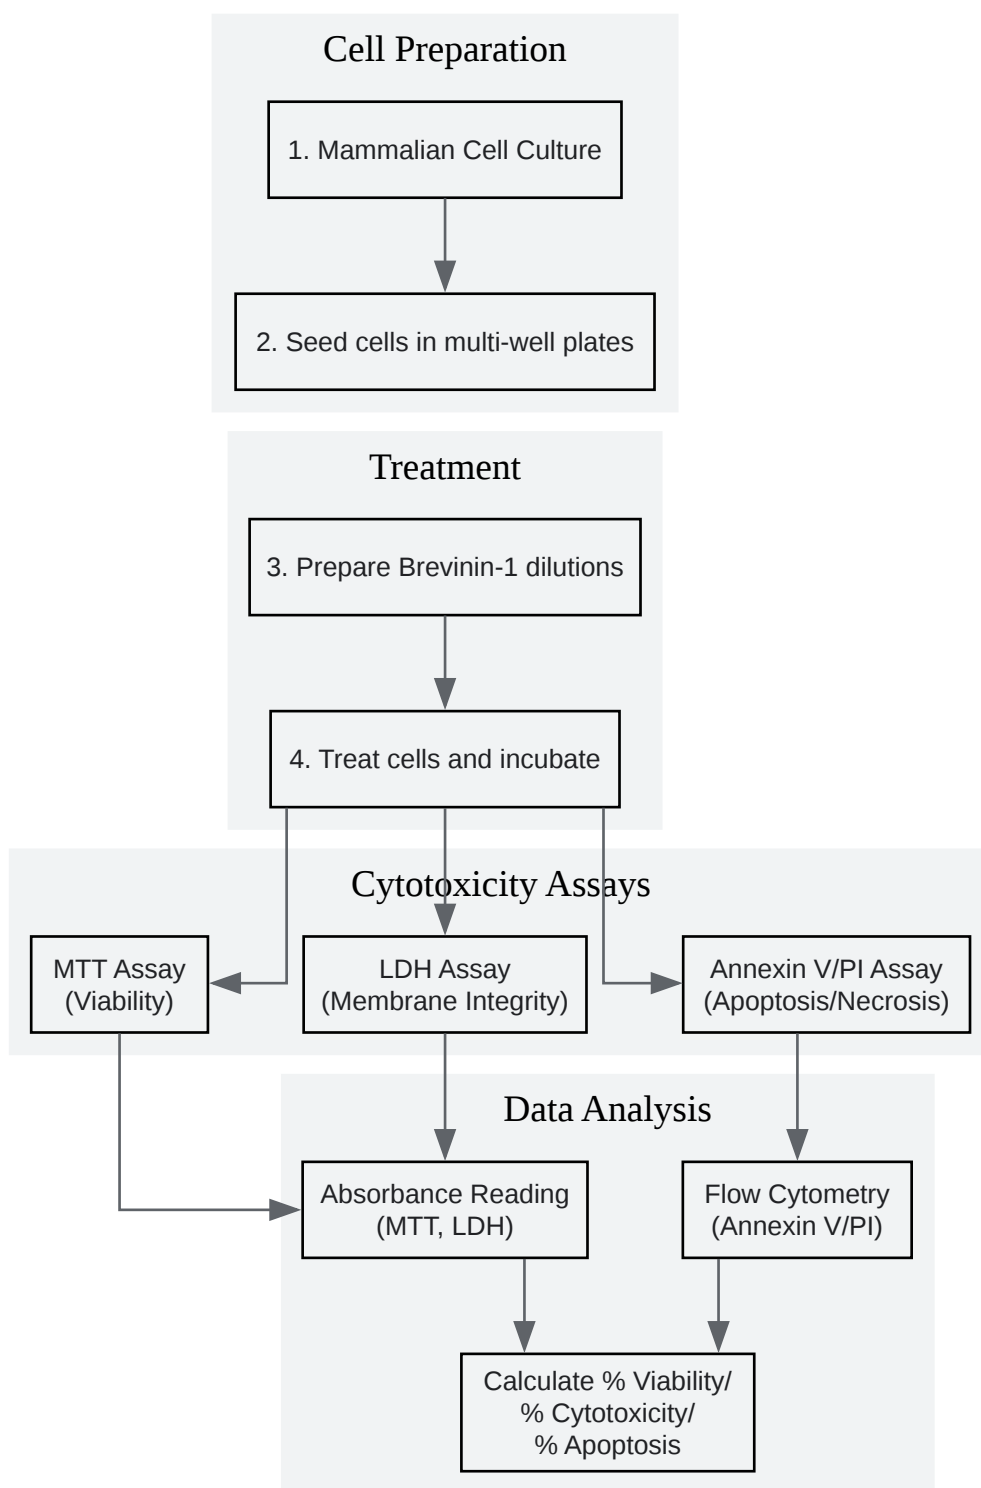 Cell Preparation
1. Mammalian Cell Culture
2. Seed cells in multi-well plates
Treatment
3. Prepare Brevinin-1 dilutions
4. Treat cells and incubate
Cytotoxicity Assays
MTT Assay
(Viability)
LDH Assay
(Membrane Integrity)
Annexin V/PI Assay
(Apoptosis/Necrosis)
Data Analysis
Absorbance Reading
(MTT, LDH)
Flow Cytometry
(Annexin V/PI)
Calculate % Viability/
% Cytotoxicity/
% Apoptosis